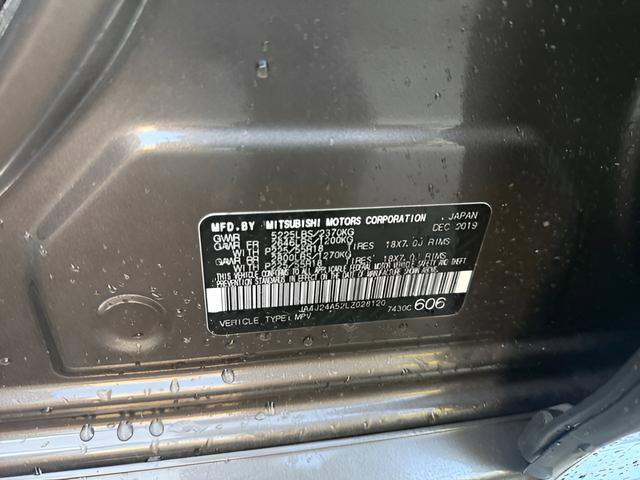 MFD.BY MITSUBISHI MOTORS CORPORATION JAPAN
GVWR 5225LBS/2370KG DEC 2019
GAWR FR 2646LBS/1200KG
WITH P225/55R18 TIRES 18X7.0J RIMS
GAWR RR 2800LBS/1270KG
WITH P225/55R18 TIRES 18X7.0J RIMS
THIS VEHICLE CONFORMS TO ALL APPLICABLE FEDERAL MOTOR VEHICLE SAFETY AND THEFT
PREVENTION STANDARDS IN EFFECT ON THE DATE OF MANUFACTURE SHOWN ABOVE.
JA4J24A52LZ028120
VEHICLE TYPE: MPV 7430C 606